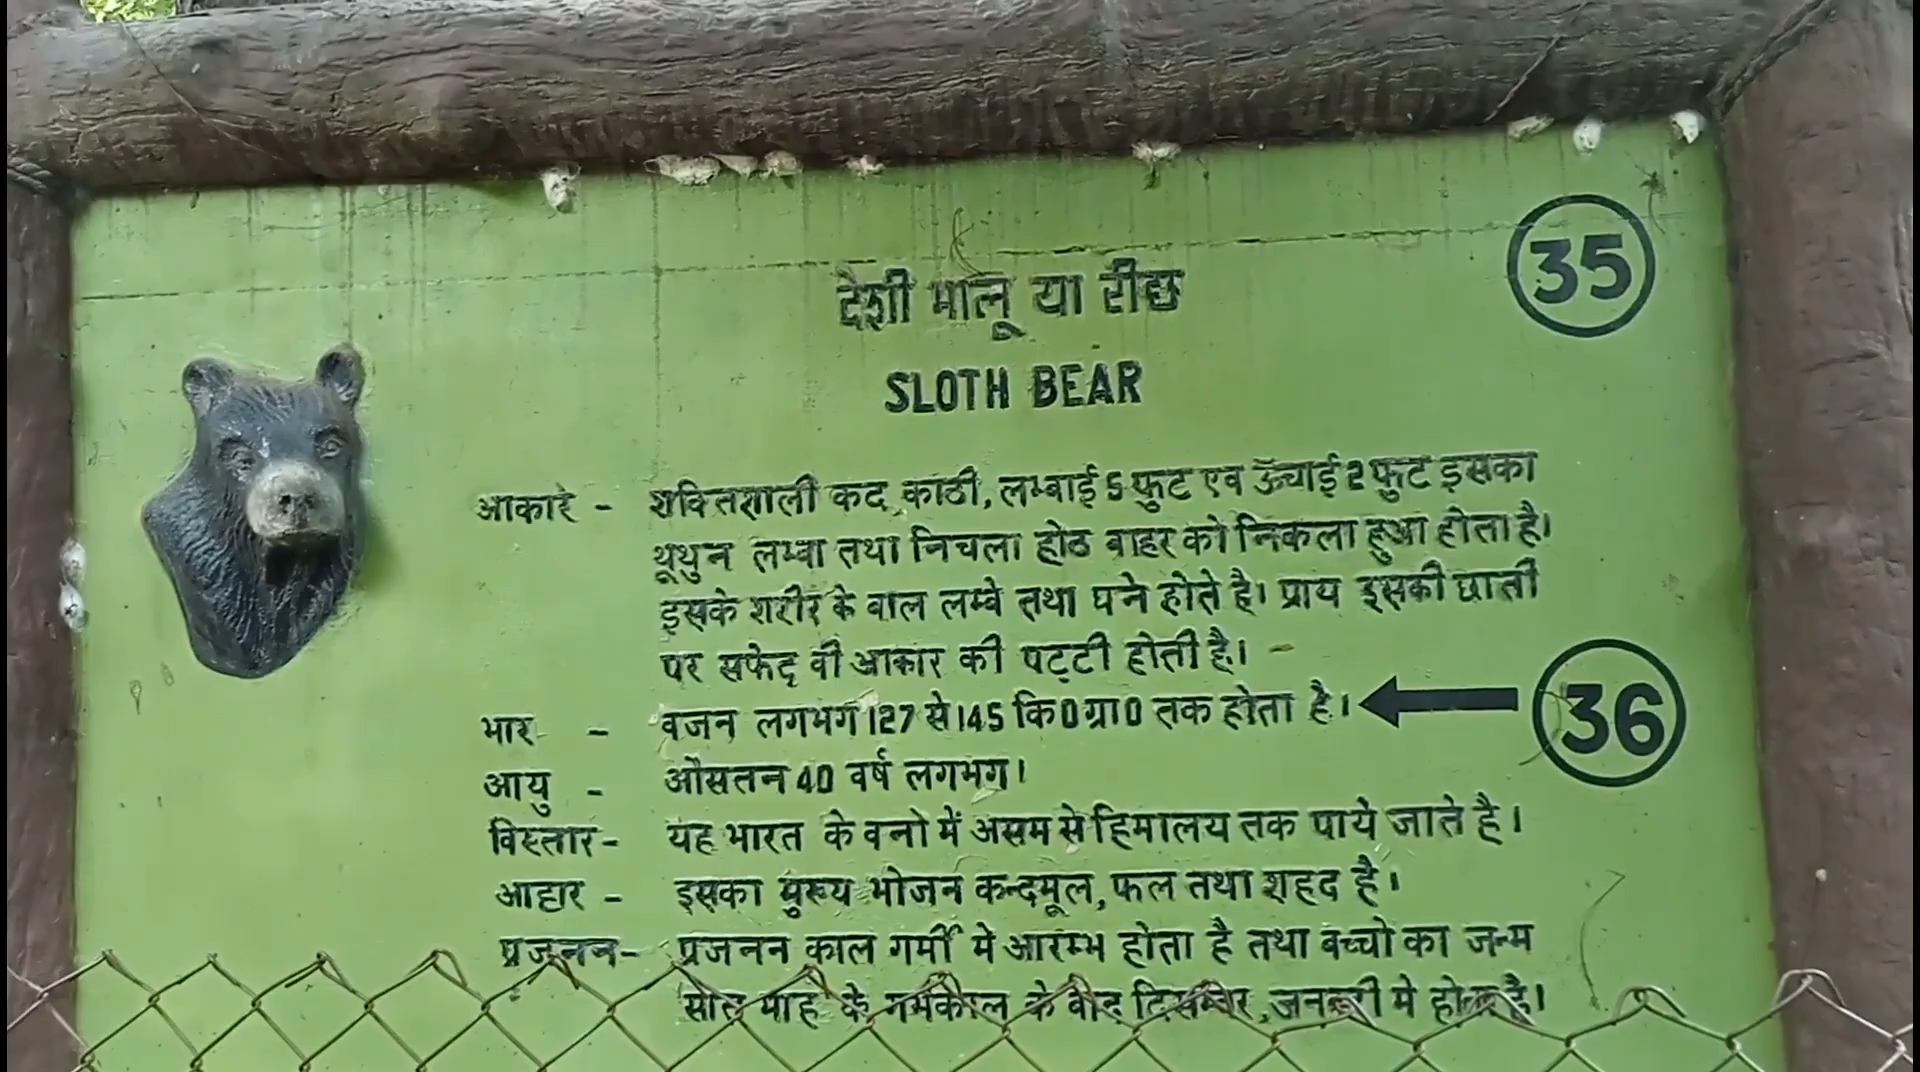 35
देशी भालू या रीछ
SLOTH BEAR
आकार - शक्तिशाली कद काठी, लम्बाई 5 फुट एव ऊँचाई 2 फुट इसका
थूथुन लम्बा तथा निचला होठ बाहर को निकला हुआ होता है।
इसके शरीर के बाल लम्बे तथा घने होते है। प्राय इसकी छाती
पर सफेद वी आकार की पट्टी होती है।
भार - वजन लगभग 127 से 145 कि0ग्रा0 तक होता है। ← 36
आयु - औसतन 40 वर्ष लगभग।
विस्तार- यह भारत के वनो में असम से हिमालय तक पाये जाते है।
आहार - इसका मुख्य भोजन कन्दमूल, फल तथा शहद है।
प्रजनन- प्रजनन काल गर्मी मे आरम्भ होता है तथा बच्चो का जन्म
सात माह के गर्भकाल के बाद दिसम्बर, जनवरी मे होता है।